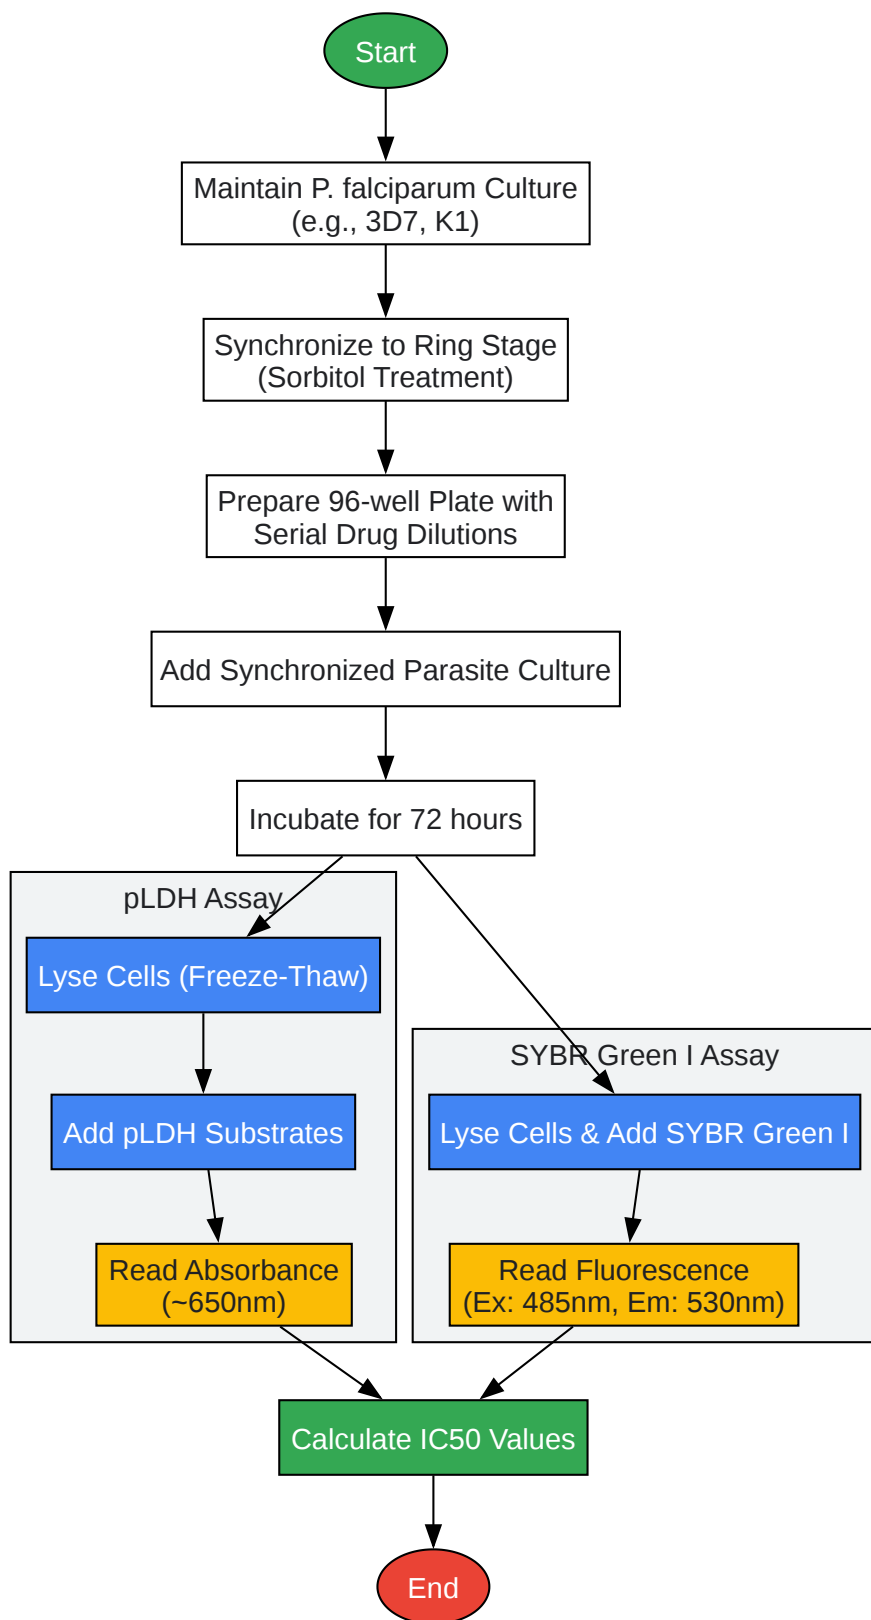 Start
Maintain P. falciparum Culture
(e.g., 3D7, K1)
Synchronize to Ring Stage
(Sorbitol Treatment)
Prepare 96-well Plate with
Serial Drug Dilutions
Add Synchronized Parasite Culture
Incubate for 72 hours
pLDH Assay
Lyse Cells (Freeze-Thaw)
Add pLDH Substrates
Read Absorbance
(~650nm)
SYBR Green I Assay
Lyse Cells & Add SYBR Green I
Read Fluorescence
(Ex: 485nm, Em: 530nm)
Calculate IC50 Values
End